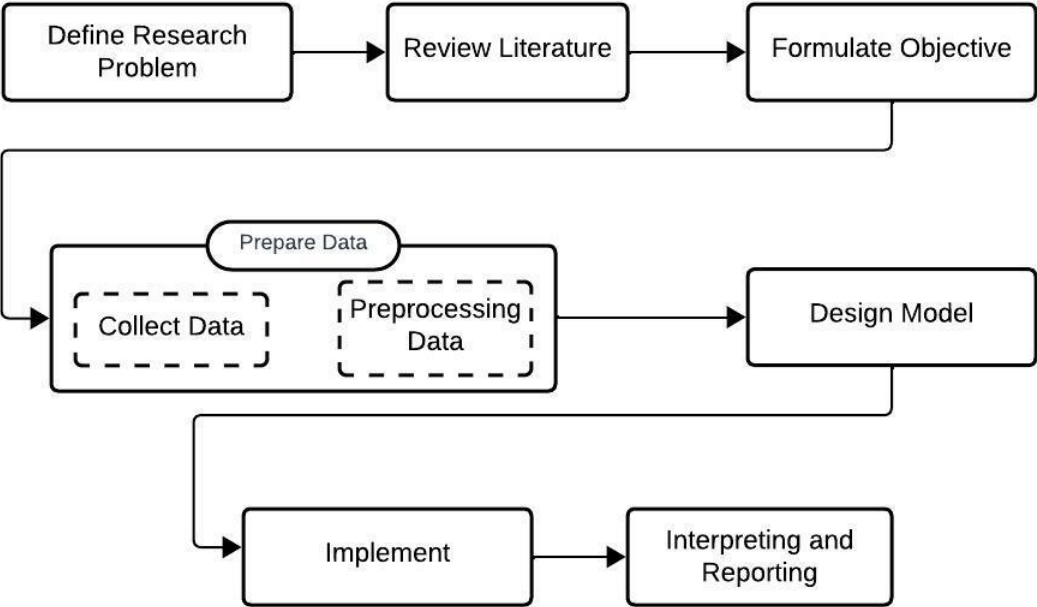 Define Research
Problem
Review Literature
Formulate Objective
Prepare Data
Collect Data
Preprocessing
Data
Design Model
Implement
Interpreting and
Reporting